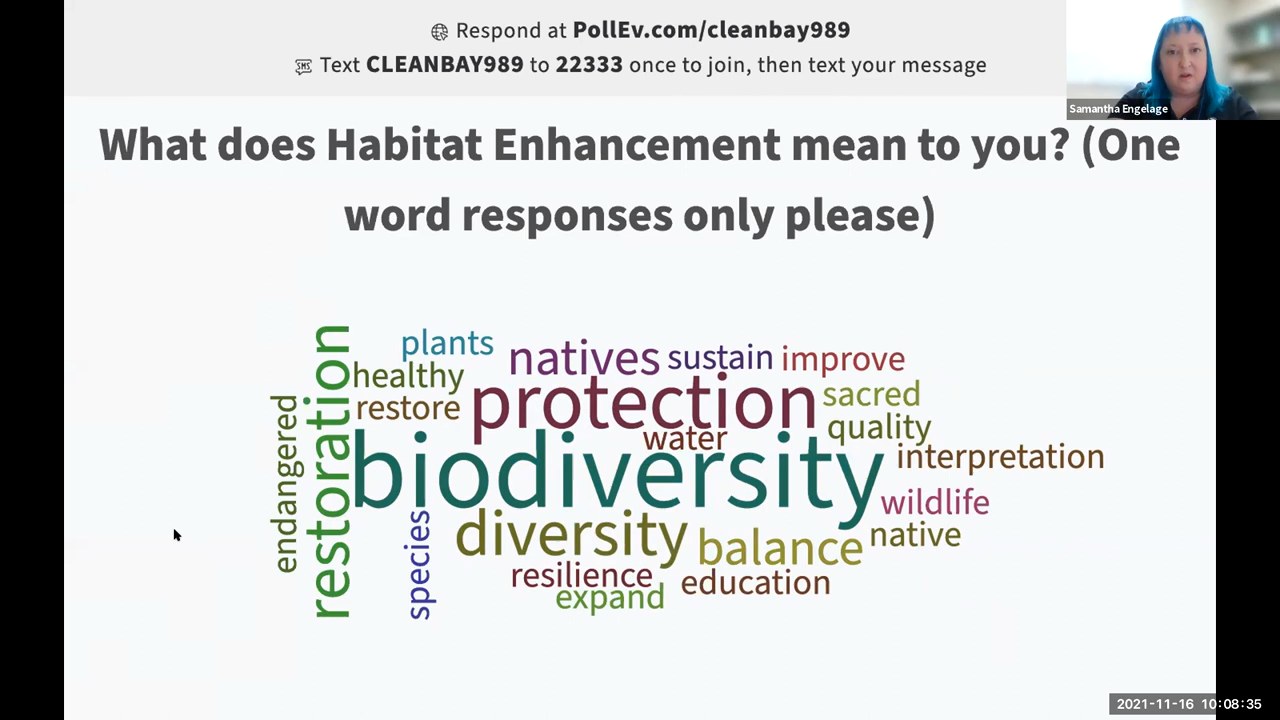 Respond at PollEv.com/cleanbay989
Text CLEANBAY989 to 22333 once to join, then text your message
Samantha Engelage
What does Habitat Enhancement mean to you? (One
word responses only please)
plants
natives
sustain
improve
healthy
restore
protection
sacred
quality
water
endangered
restoration
biodiversity
interpretation
wildlife
species
diversity
balance
native
resilience
education
expand
2021-11-16 10:08:35